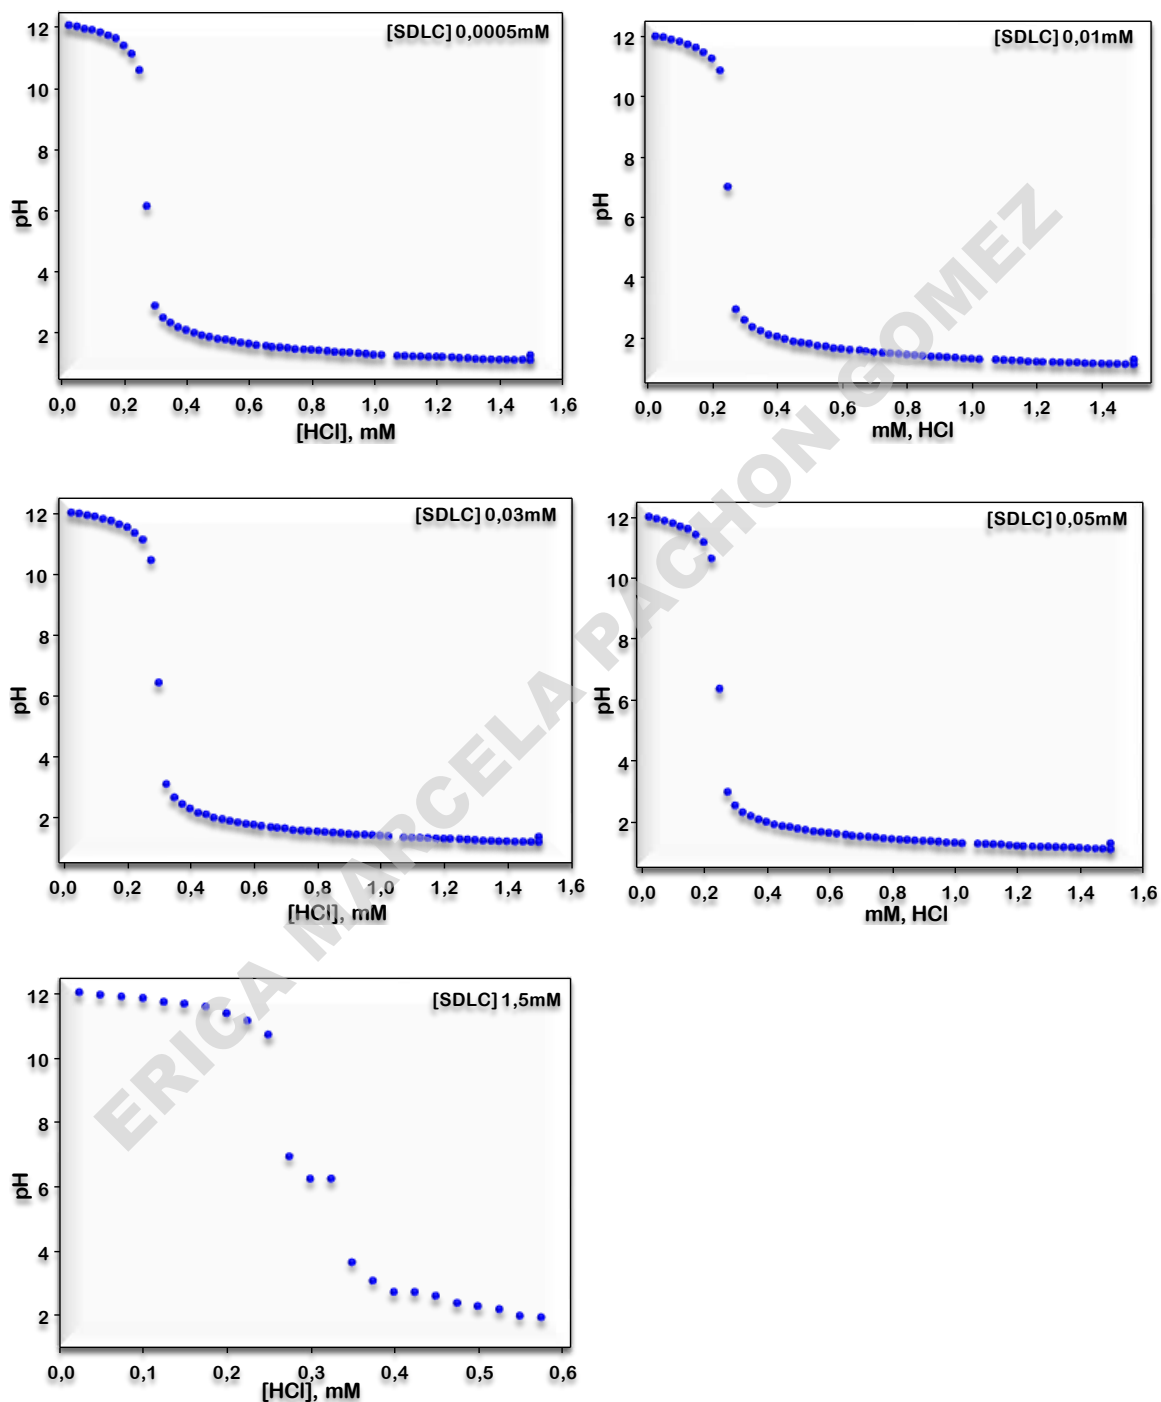 [SDLC] 0,0005mM
12
10
8
6
4
2
pH
0,0 0,2 0,4 0,6 0,8 1,0 1,2 1,4 1,6
[HCl], mM
[SDLC] 0,01mM
12
10
8
6
4
2
pH
0,0 0,2 0,4 0,6 0,8 1,0 1,2 1,4
mM, HCl
[SDLC] 0,03mM
12
10
8
6
4
2
pH
0,0 0,2 0,4 0,6 0,8 1,0 1,2 1,4 1,6
[HCl], mM
[SDLC] 0,05mM
12
10
8
6
4
2
pH
0,0 0,2 0,4 0,6 0,8 1,0 1,2 1,4 1,6
mM, HCl
[SDLC] 1,5mM
12
10
8
6
4
2
pH
0,0 0,1 0,2 0,3 0,4 0,5 0,6
[HCl], mM
ERICA MARCELA PACHON GOMEZ